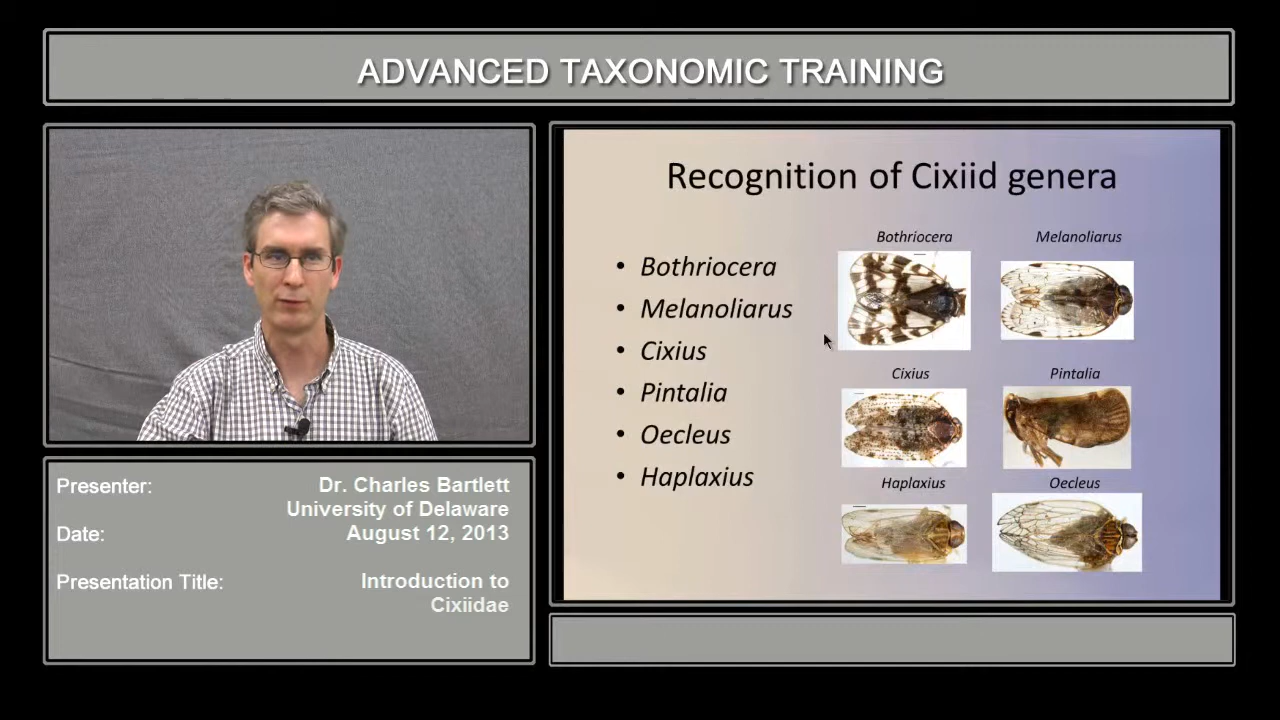 ADVANCED TAXONOMIC TRAINING
Presenter: Dr. Charles Bartlett
University of Delaware
Date: August 12, 2013
Presentation Title: Introduction to
Cixiidae
Recognition of Cixiid genera
• Bothriocera
• Melanoliarus
• Cixius
• Pintalia
• Oecleus
• Haplaxius
Bothriocera Melanoliarus
Cixius Pintalia
Haplaxius Oecleus